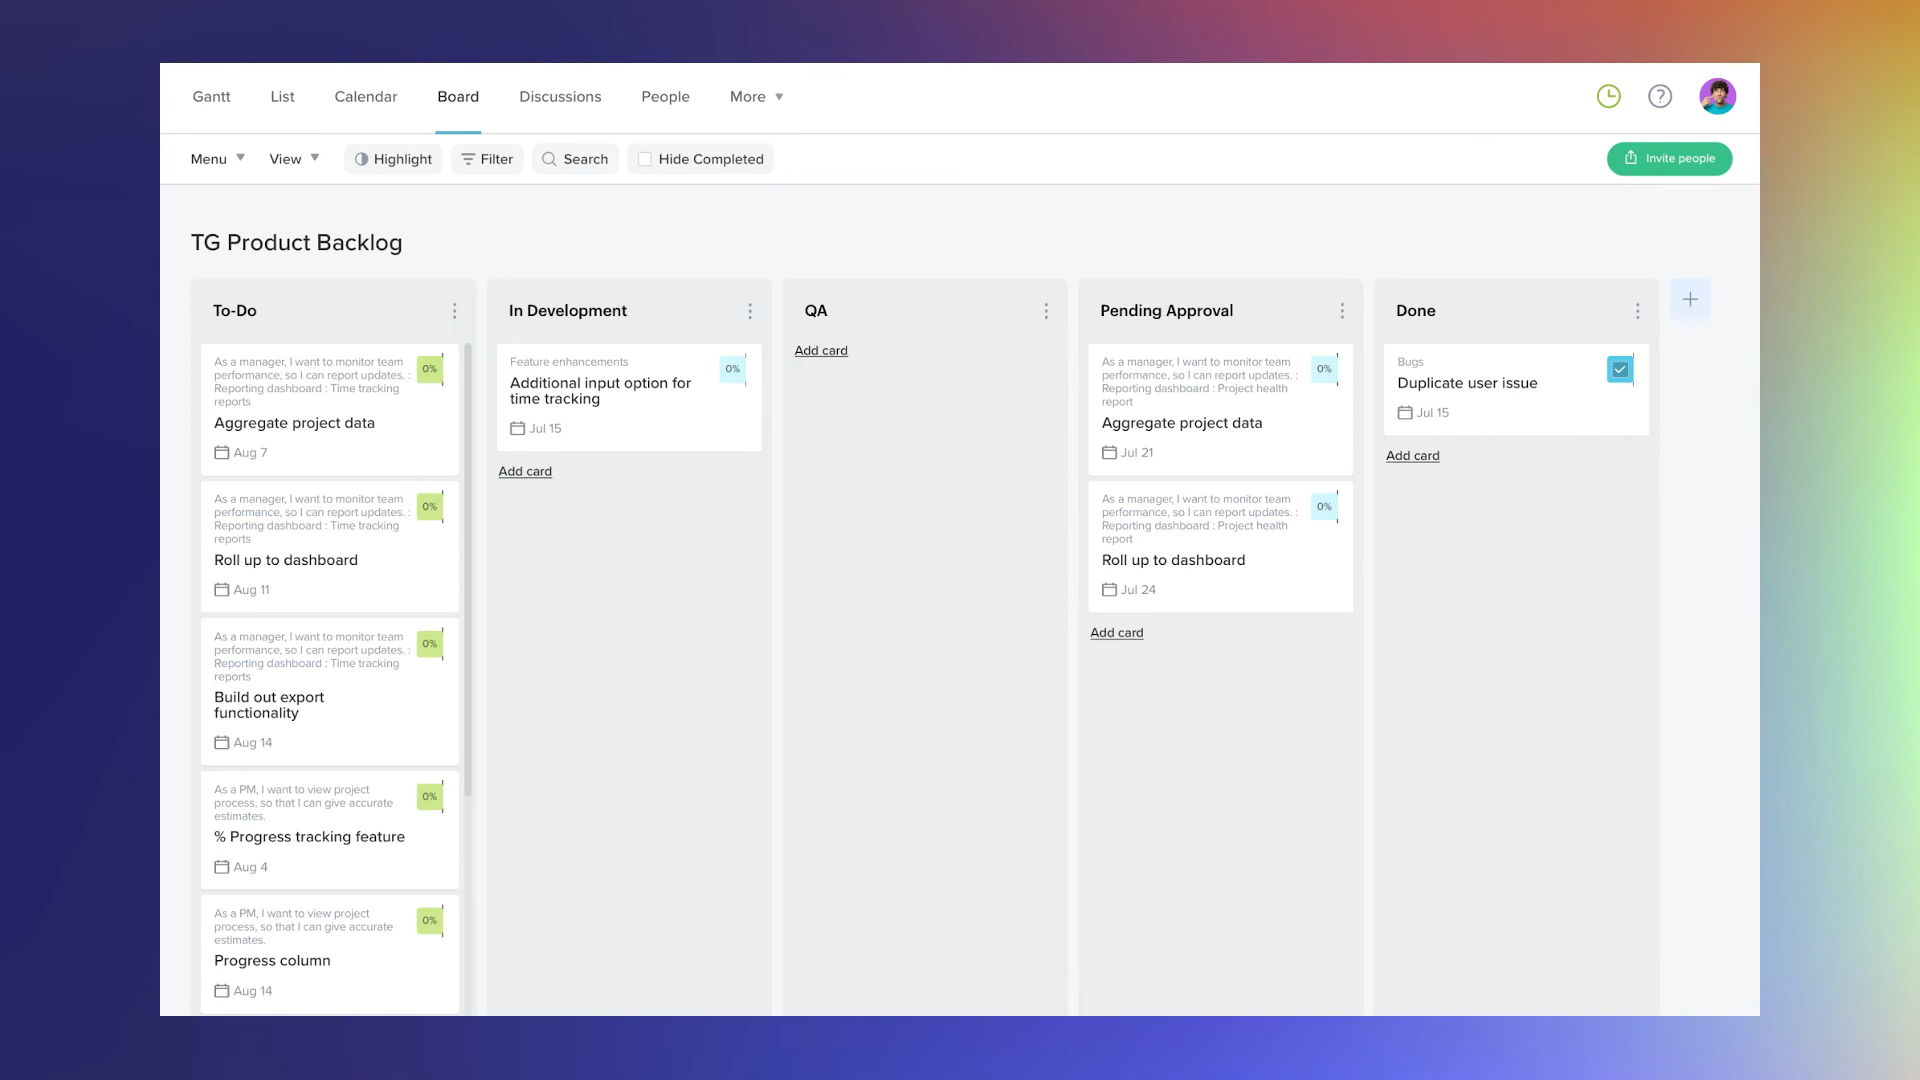 Gantt List Calendar Board Discussions People More
Menu View Highlight Filter Search Hide Completed Invite people
TG Product Backlog
To-Do
As a manager, I want to monitor team
performance, so I can report updates. :
Reporting dashboard : Time tracking
reports
0%
Aggregate project data
Aug 7
As a manager, I want to monitor team
performance, so I can report updates. :
Reporting dashboard : Time tracking
reports
0%
Roll up to dashboard
Aug 11
As a manager, I want to monitor team
performance, so I can report updates. :
Reporting dashboard : Time tracking
reports
0%
Build out export
functionality
Aug 14
As a PM, I want to view project
process, so that I can give accurate
estimates.
0%
% Progress tracking feature
Aug 4
As a PM, I want to view project
process, so that I can give accurate
estimates.
0%
Progress column
Aug 14
In Development
Feature enhancements
0%
Additional input option for
time tracking
Jul 15
Add card
QA
Add card
Pending Approval
As a manager, I want to monitor team
performance, so I can report updates. :
Reporting dashboard : Project health
report
0%
Aggregate project data
Jul 21
As a manager, I want to monitor team
performance, so I can report updates. :
Reporting dashboard : Project health
report
0%
Roll up to dashboard
Jul 24
Add card
Done
Bugs
Duplicate user issue
Jul 15
Add card